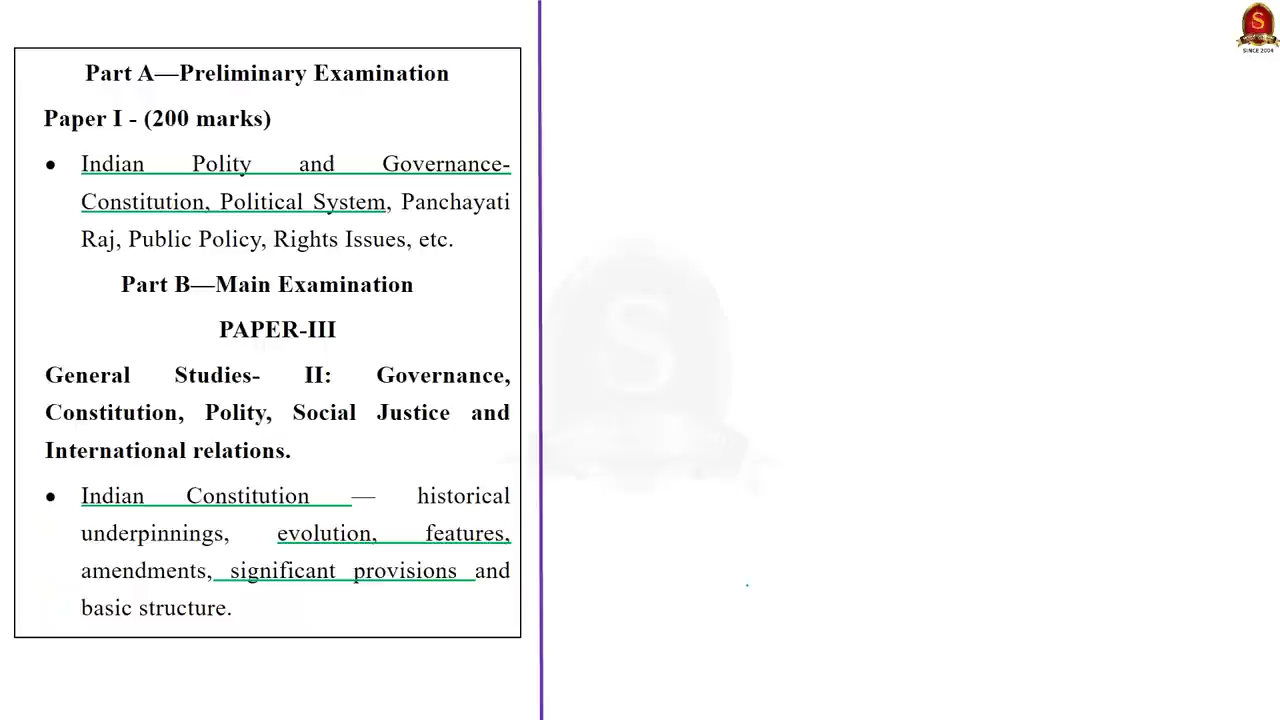 Part A—Preliminary Examination
Paper I - (200 marks)
• Indian Polity and Governance-
Constitution, Political System, Panchayati
Raj, Public Policy, Rights Issues, etc.
Part B—Main Examination
PAPER-III
General Studies- II: Governance,
Constitution, Polity, Social Justice and
International relations.
• Indian Constitution — historical
underpinnings, evolution, features,
amendments, significant provisions and
basic structure.
S
SINCE 2004
S